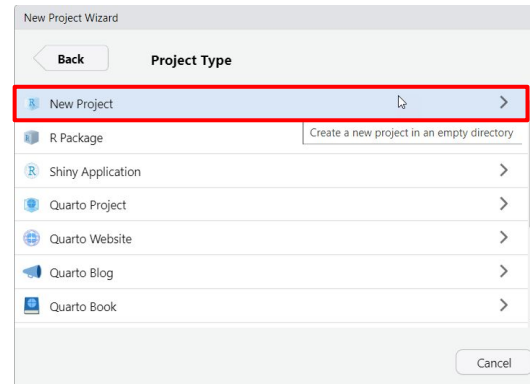 New Project Wizard
Back
Project Type
R New Project
R Package
Create a new project in an empty directory
R Shiny Application
Quarto Project
Quarto Website
Quarto Blog
Quarto Book
Cancel